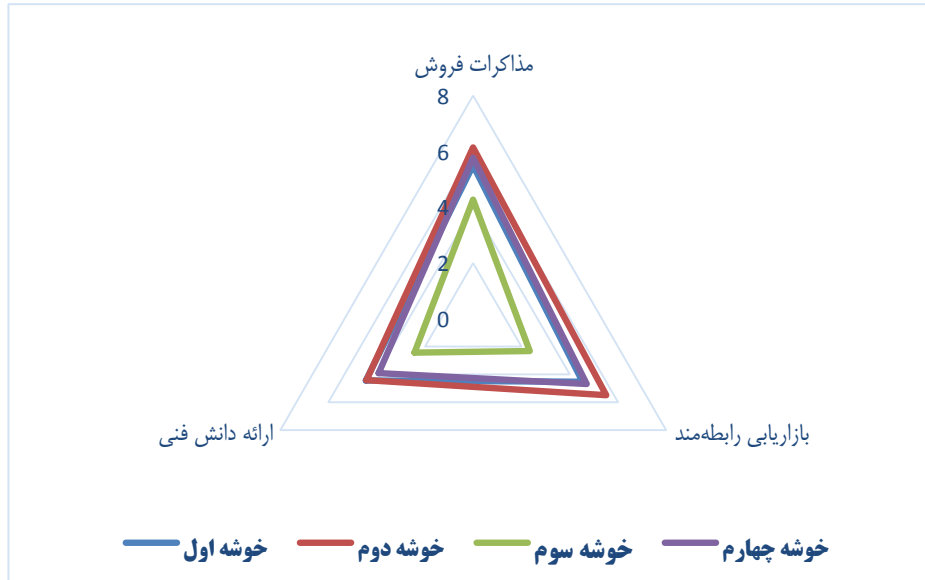 مذاکرات فروش
8
6
4
2
0
ارائه دانش فنی
بازاریابی رابطه‌مند
خوشه اول
خوشه دوم
خوشه سوم
خوشه چهارم